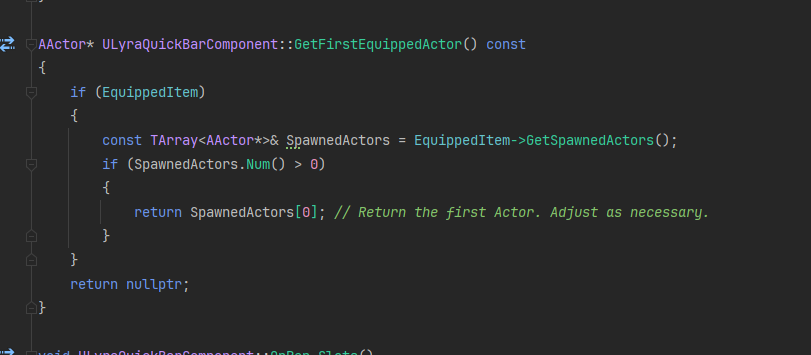 AActor* ULyraQuickBarComponent::GetFirstEquippedActor() const
{
    if (EquippedItem)
    {
        const TArray<AActor*>& SpawnedActors = EquippedItem->GetSpawnedActors();
        if (SpawnedActors.Num() > 0)
        {
            return SpawnedActors[0]; // Return the first Actor. Adjust as necessary.
        }
    }
    return nullptr;
}
void ULyraQuickBarComponent::OnRep_Slots()